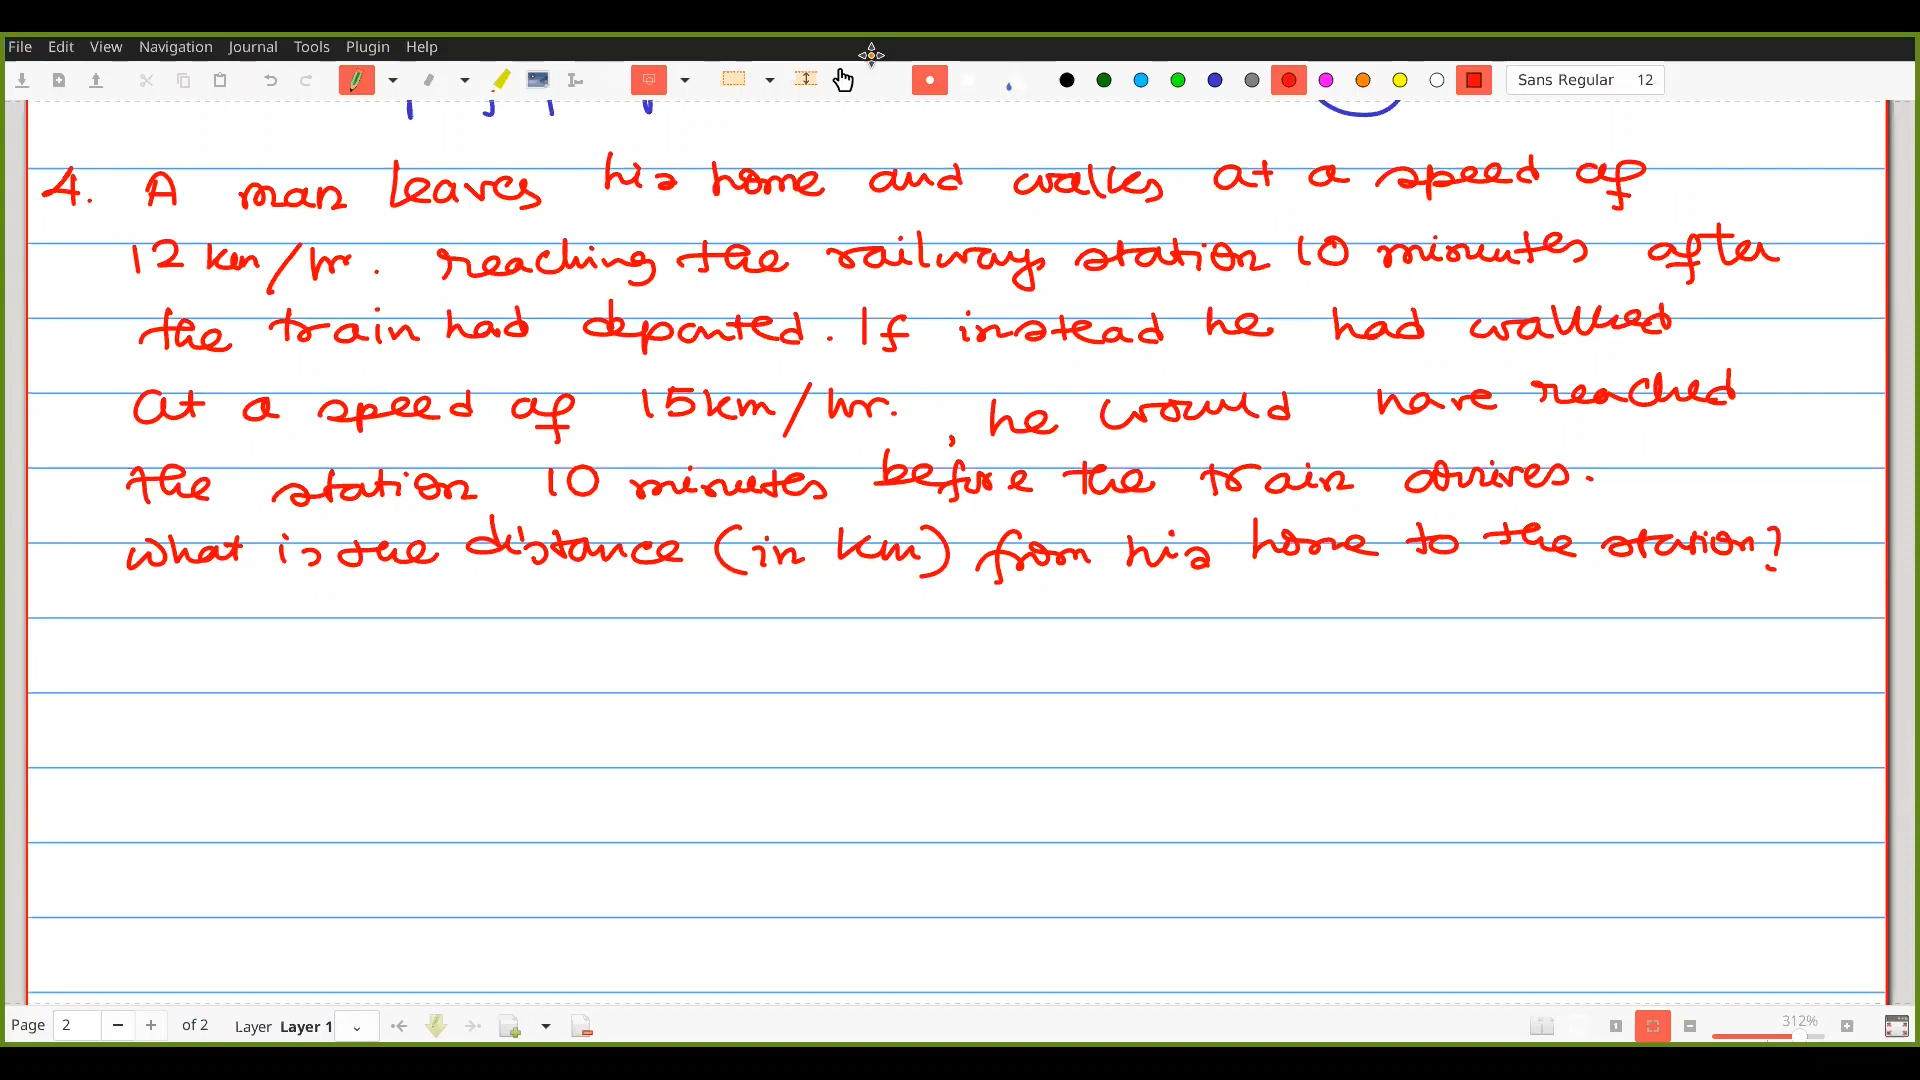 File Edit View Navigation Journal Tools Plugin Help
Sans Regular 12
4. A man leaves his home and walks at a speed of
12 km/hr. reaching the railway station 10 minutes after
the train had departed. If instead he had walked
at a speed of 15km/hr., he would have reached
the station 10 minutes before the train arrives.
What is the distance (in km) from his home to the station?
Page 2 of 2 Layer Layer 1 312%